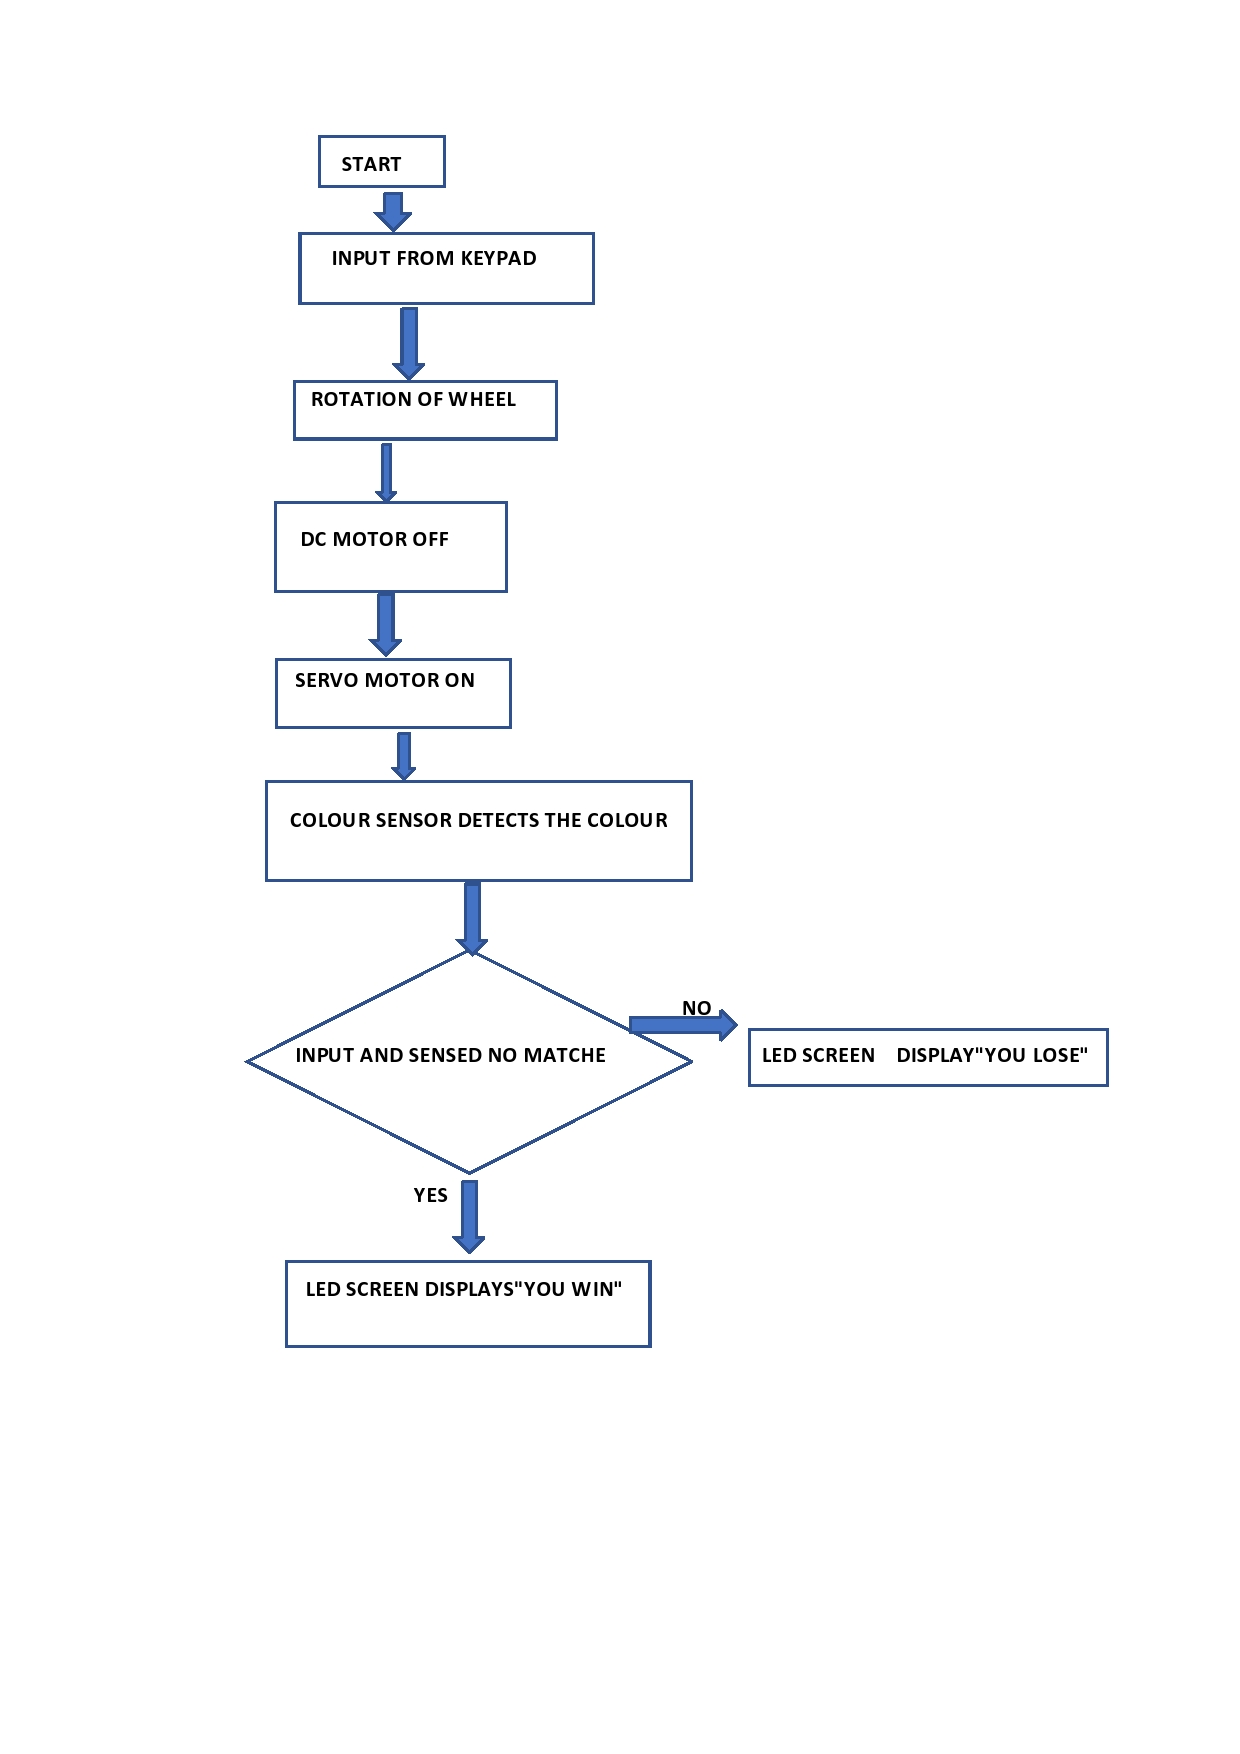 START
INPUT FROM KEYPAD
ROTATION OF WHEEL
DC MOTOR OFF
SERVO MOTOR ON
COLOUR SENSOR DETECTS THE COLOUR
NO
INPUT AND SENSED NO MATCHE
LED SCREEN    DISPLAY"YOU LOSE"
YES
LED SCREEN DISPLAYS"YOU WIN"